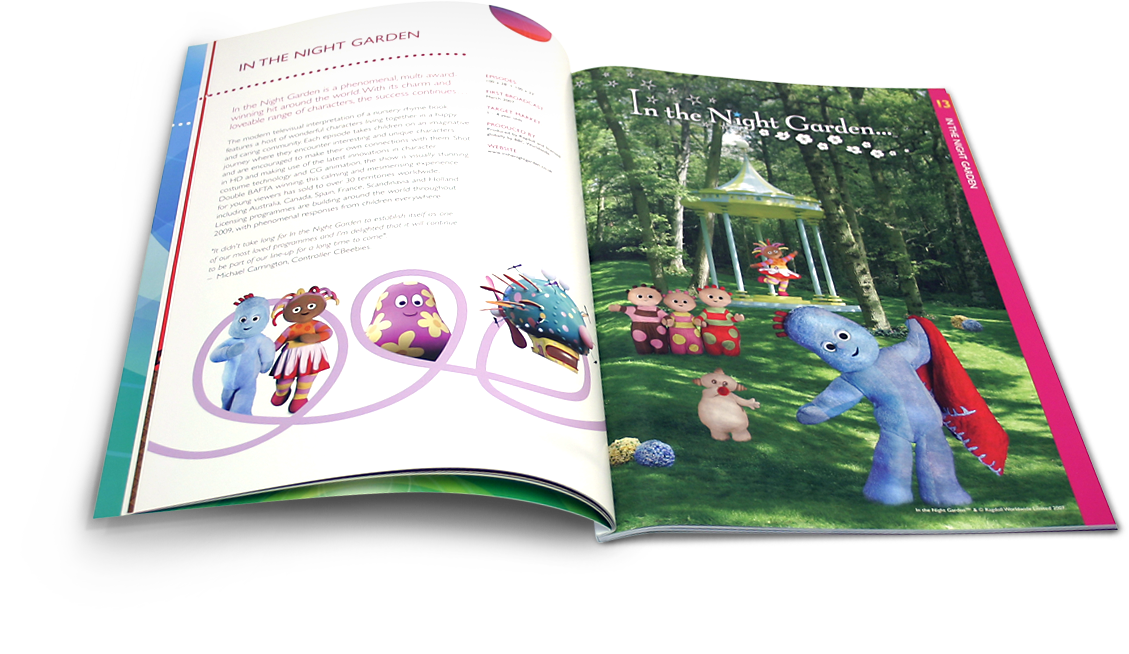 IN THE NIGHT GARDEN
In the Night Garden is a phenomenal, multi award
winning hit around the world. With its charm and
loveable range of characters, the success continues.
The modern televisual interpretation of a nursery rhyme book
features a host of wonderful characters living together in a happy
and caring community. Each episode takes children on an imaginative
journey where they encounter interesting and unique characters
and are encouraged to make their own connections with them. Shot
in HD and making use of the latest innovations in character
costume technology and CG animation, the show is visually stunning.
Double BAFTA winning, this calming and mesmerising experience
for young viewers has sold to over 30 territories worldwide,
including Australia, Canada, Spain, France, Scandinavia and Holland.
Licensing programmes are building around the world throughout
2009, with phenomenal responses from children everywhere.
"It didn't take long for In the Night Garden to establish itself as one
of our most loved programmes and I'm delighted that it will continue
to be part of our line-up for a long time to come"
– Michael Carrington, Controller CBeebies
EPISODES
FIRST BROADCAST
TARGET MARKET
PRODUCED BY
WEBSITE
In the Night Garden...
13
IN THE NIGHT GARDEN
In the Night Garden™ & © Ragdoll Worldwide Limited 2007